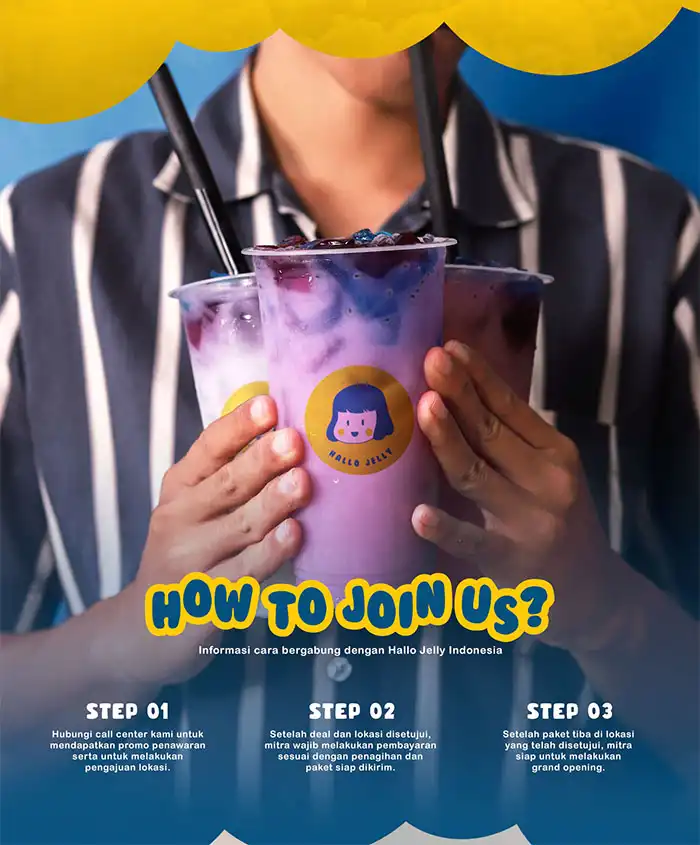 HALLO JELLY
HOW TO JOIN US?
Informasi cara bergabung dengan Hallo Jelly Indonesia
STEP 01
Hubungi call center kami untuk
mendapatkan promo penawaran
serta untuk melakukan
pengajuan lokasi.
STEP 02
Setelah deal dan lokasi disetujui,
mitra wajib melakukan pembayaran
sesuai dengan penagihan dan
paket siap dikirim.
STEP 03
Setelah paket tiba di lokasi
yang telah disetujui, mitra
siap untuk melakukan
grand opening.